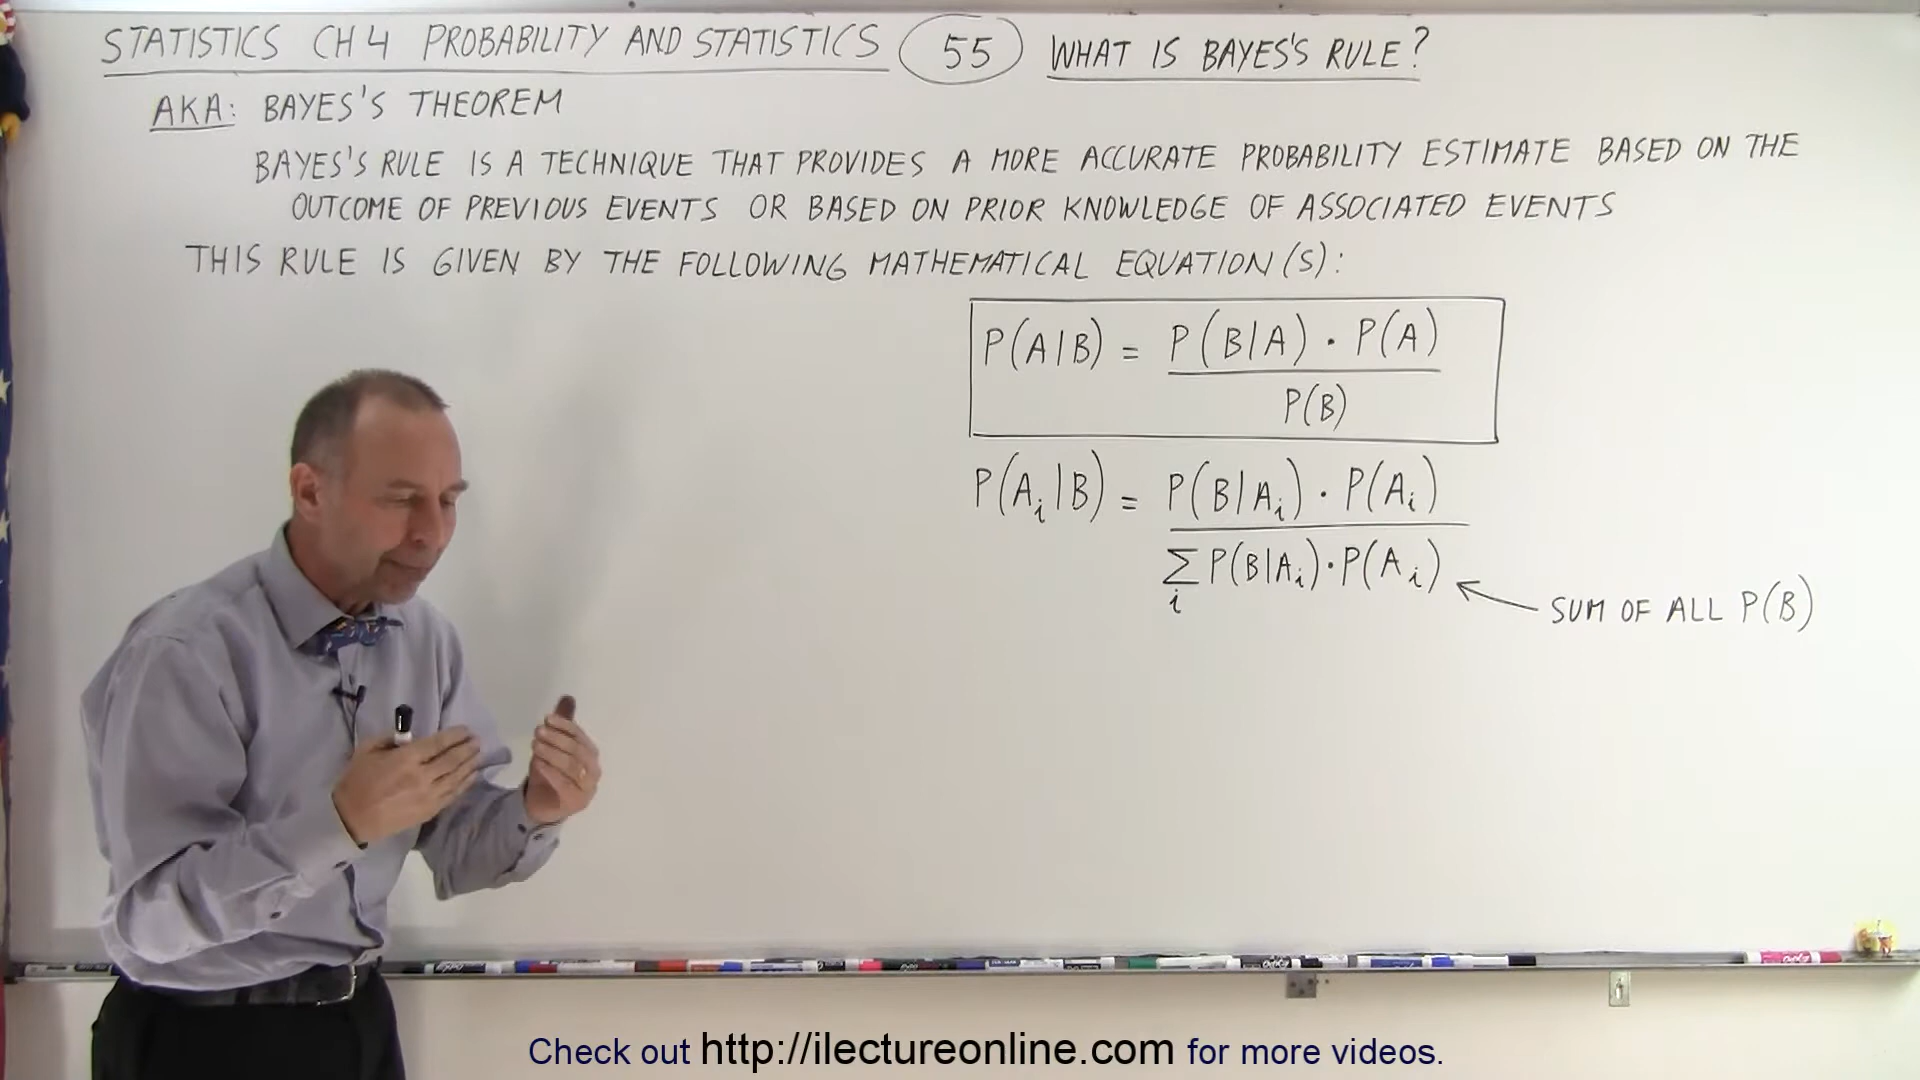 STATISTICS CH 4 PROBABILITY AND STATISTICS 55 WHAT IS BAYES'S RULE?
AKA: BAYES'S THEOREM
BAYES'S RULE IS A TECHNIQUE THAT PROVIDES A MORE ACCURATE PROBABILITY ESTIMATE BASED ON THE
OUTCOME OF PREVIOUS EVENTS OR BASED ON PRIOR KNOWLEDGE OF ASSOCIATED EVENTS
THIS RULE IS GIVEN BY THE FOLLOWING MATHEMATICAL EQUATION(S):
P(A|B) = P(B|A) · P(A)
P(B)
P(Aᵢ|B) = P(B|Aᵢ) · P(Aᵢ)
∑ P(B|Aᵢ) · P(Aᵢ)
i
SUM OF ALL P(B)
Check out http://ilectureonline.com for more videos.